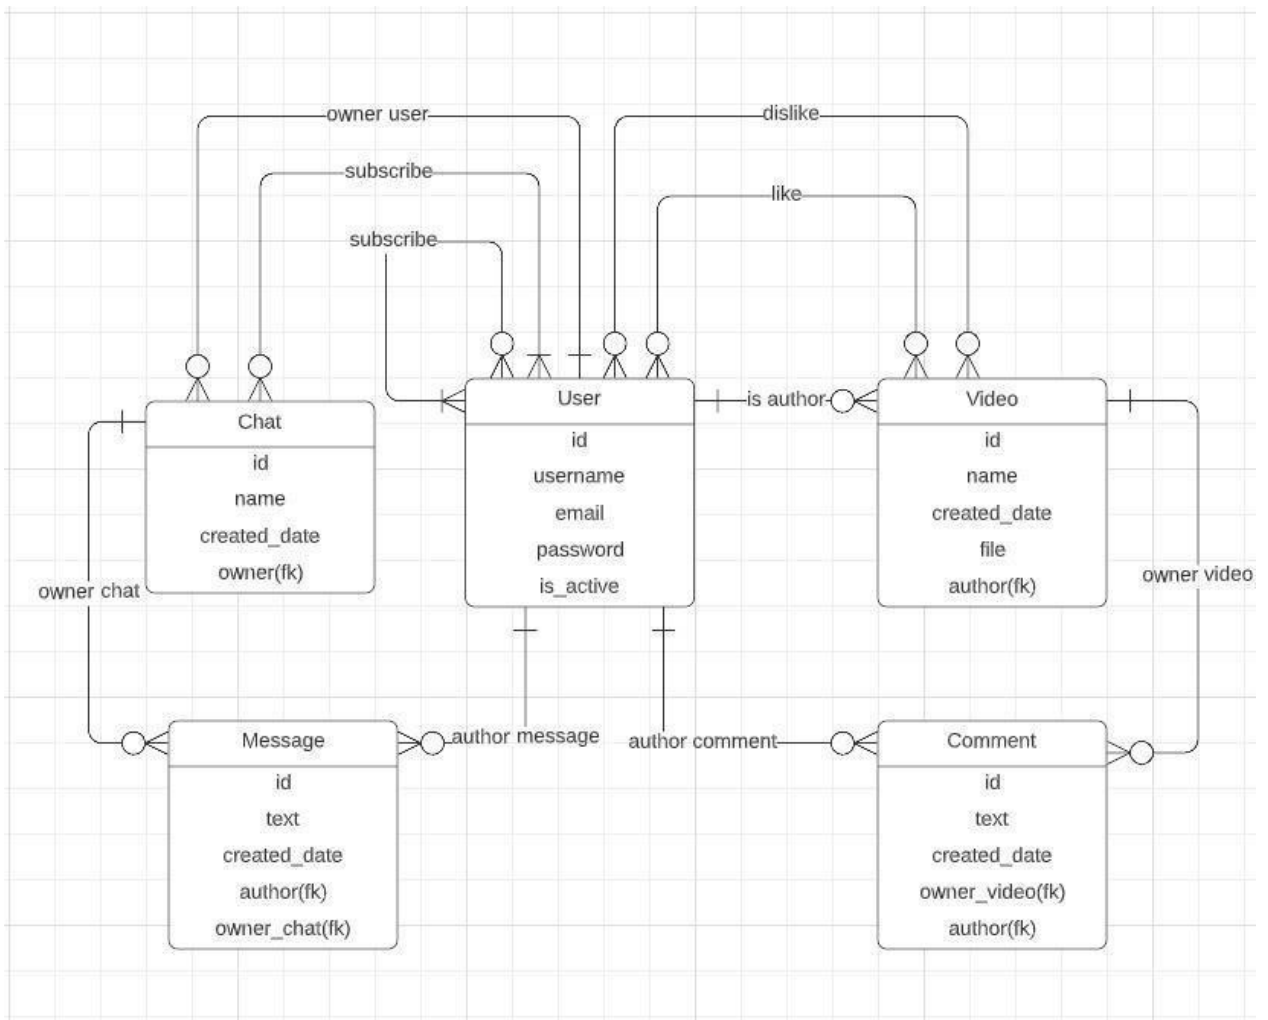 owner user
dislike
subscribe
like
subscribe
User
is author
Video
Chat
id
username
email
password
is_active
id
name
created_date
file
author(fk)
id
name
created_date
owner(fk)
owner chat
owner video
author message
author comment
Message
id
text
created_date
author(fk)
owner_chat(fk)
Comment
id
text
created_date
owner_video(fk)
author(fk)